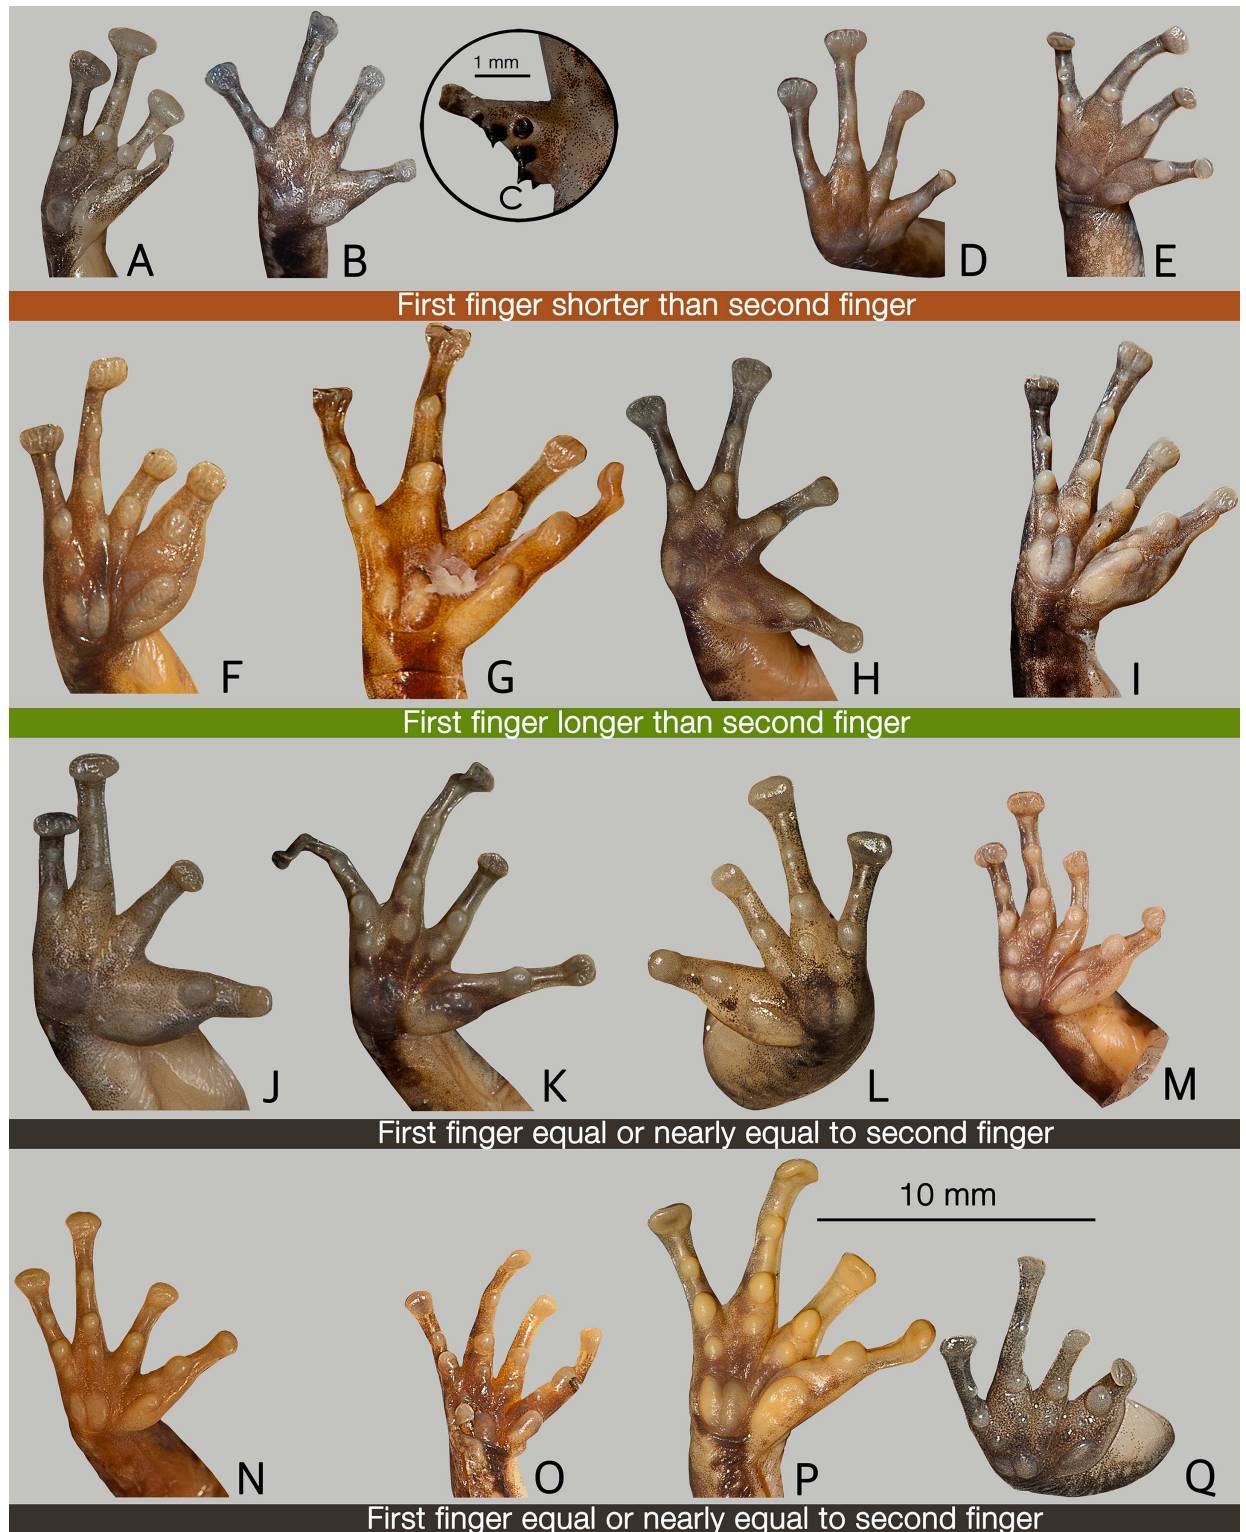 1 mm
C
A
B
D
E
First finger shorter than second finger
F
G
H
I
First finger longer than second finger
J
K
L
M
First finger equal or nearly equal to second finger
10 mm
N
O
P
Q
First finger equal or nearly equal to second finger